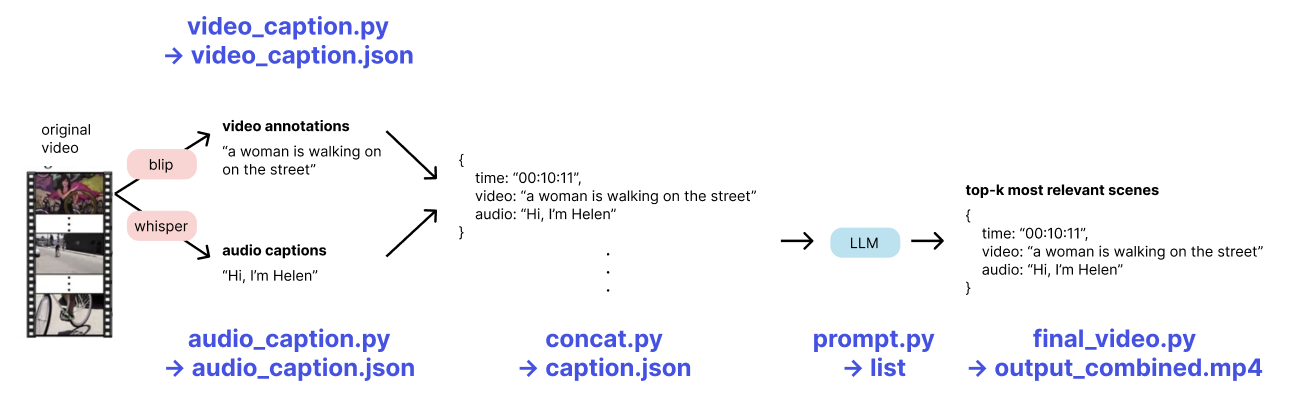 video_caption.py
→ video_caption.json
original
video
blip
whisper
video annotations
“a woman is walking on
on the street”
audio captions
“Hi, I’m Helen”
{
time: “00:10:11”,
video: “a woman is walking on the street”
audio: “Hi, I’m Helen”
}
.
.
.
LLM
top-k most relevant scenes
{
time: “00:10:11”,
video: “a woman is walking on the street”
audio: “Hi, I’m Helen”
}
audio_caption.py
→ audio_caption.json
concat.py
→ caption.json
prompt.py
→ list
final_video.py
→ output_combined.mp4